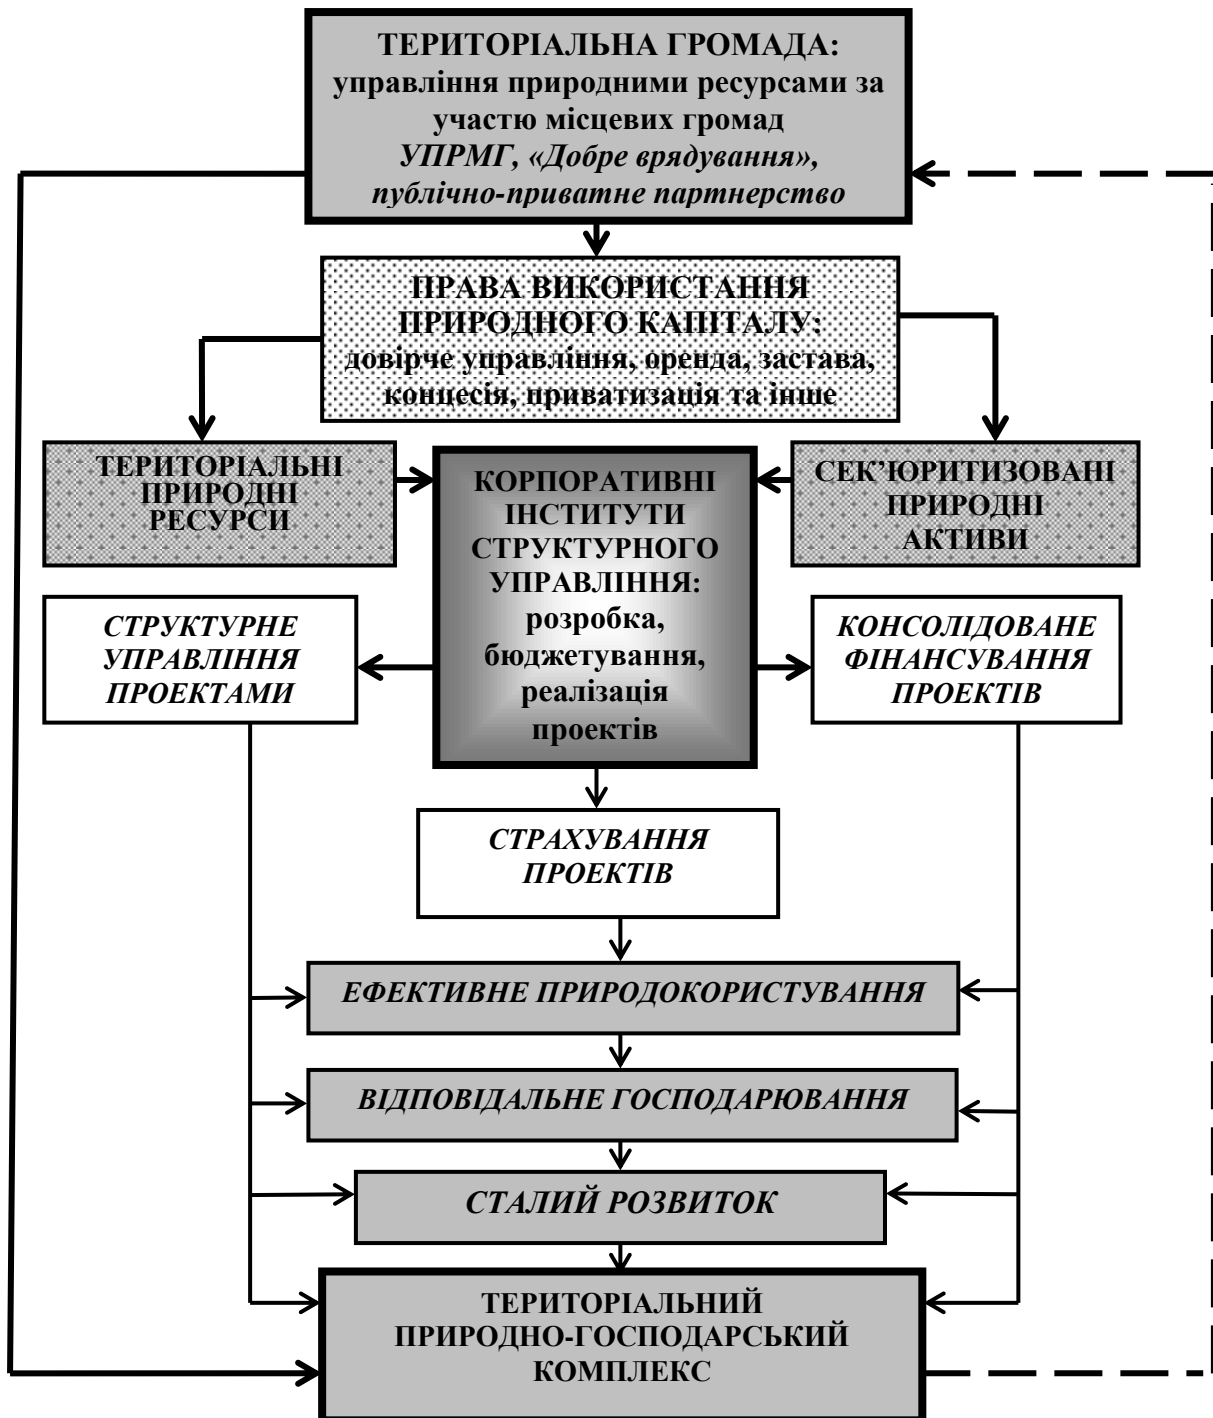 ТЕРИТОРІАЛЬНА ГРОМАДА:
управління природними ресурсами за
участю місцевих громад
УПРМГ, «Добре врядування»,
публічно-приватне партнерство
ПРАВА ВИКОРИСТАННЯ
ПРИРОДНОГО КАПІТАЛУ:
довірче управління, оренда, застава,
концесія, приватизація та інше
ТЕРИТОРІАЛЬНІ
ПРИРОДНІ
РЕСУРСИ
КОРПОРАТИВНІ
ІНСТИТУТИ
СТРУКТУРНОГО
УПРАВЛІННЯ:
розробка,
бюджетування,
реалізація
проектів
СЕК’ЮРИТИЗОВАНІ
ПРИРОДНІ
АКТИВИ
СТРУКТУРНЕ
УПРАВЛІННЯ
ПРОЕКТАМИ
КОНСОЛІДОВАНЕ
ФІНАНСУВАННЯ
ПРОЕКТІВ
СТРАХУВАННЯ
ПРОЕКТІВ
ЕФЕКТИВНЕ ПРИРОДОКОРИСТУВАННЯ
ВІДПОВІДАЛЬНЕ ГОСПОДАРЮВАННЯ
СТАЛИЙ РОЗВИТОК
ТЕРИТОРІАЛЬНИЙ
ПРИРОДНО-ГОСПОДАРСЬКИЙ
КОМПЛЕКС